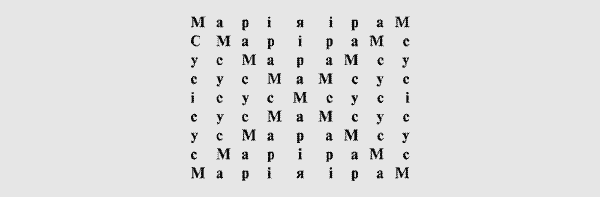 М а р і я і р а М
С М а р і р а М с
у с М а р а М с у
с у с М а М с у с
і с у с М с у с і
с у с М а М с у с
у с М а р а М с у
с М а р і р а М с
М а р і я і р а М